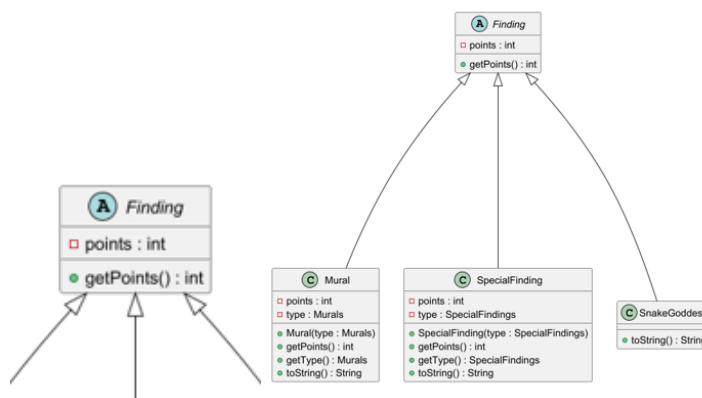 A Finding
points : int
getPoints() : int
A Finding
points : int
getPoints() : int
C Mural
points : int
type : Murals
Mural(type : Murals)
getPoints() : int
getType() : Murals
toString() : String
C SpecialFinding
points : int
type : SpecialFindings
SpecialFinding(type : SpecialFindings)
getPoints() : int
getType() : SpecialFindings
toString() : String
C SnakeGoddes
toString() : String